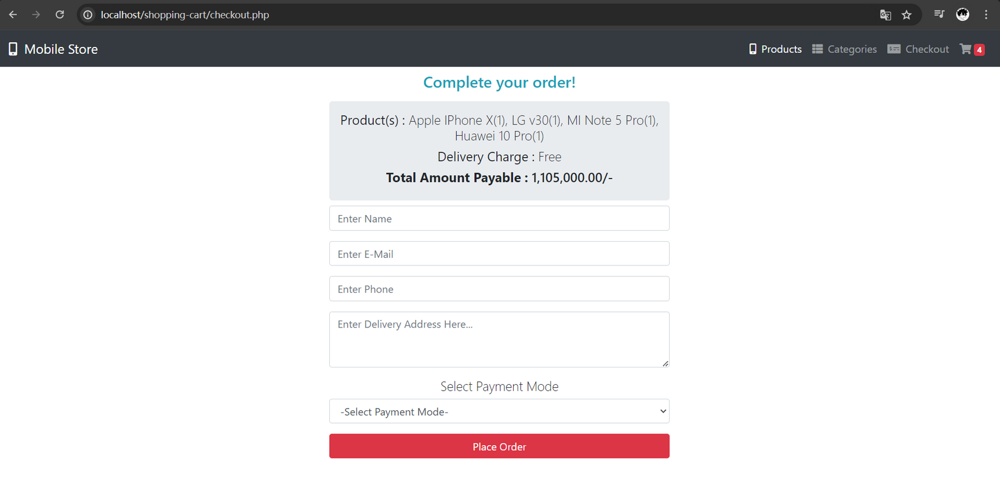 localhost/shopping-cart/checkout.php
Mobile Store
Products Categories Checkout 4
Complete your order!
Product(s) : Apple IPhone X(1), LG v30(1), MI Note 5 Pro(1),
Huawei 10 Pro(1)
Delivery Charge : Free
Total Amount Payable : 1,105,000.00/-
Enter Name
Enter E-Mail
Enter Phone
Enter Delivery Address Here...
Select Payment Mode
-Select Payment Mode-
Place Order